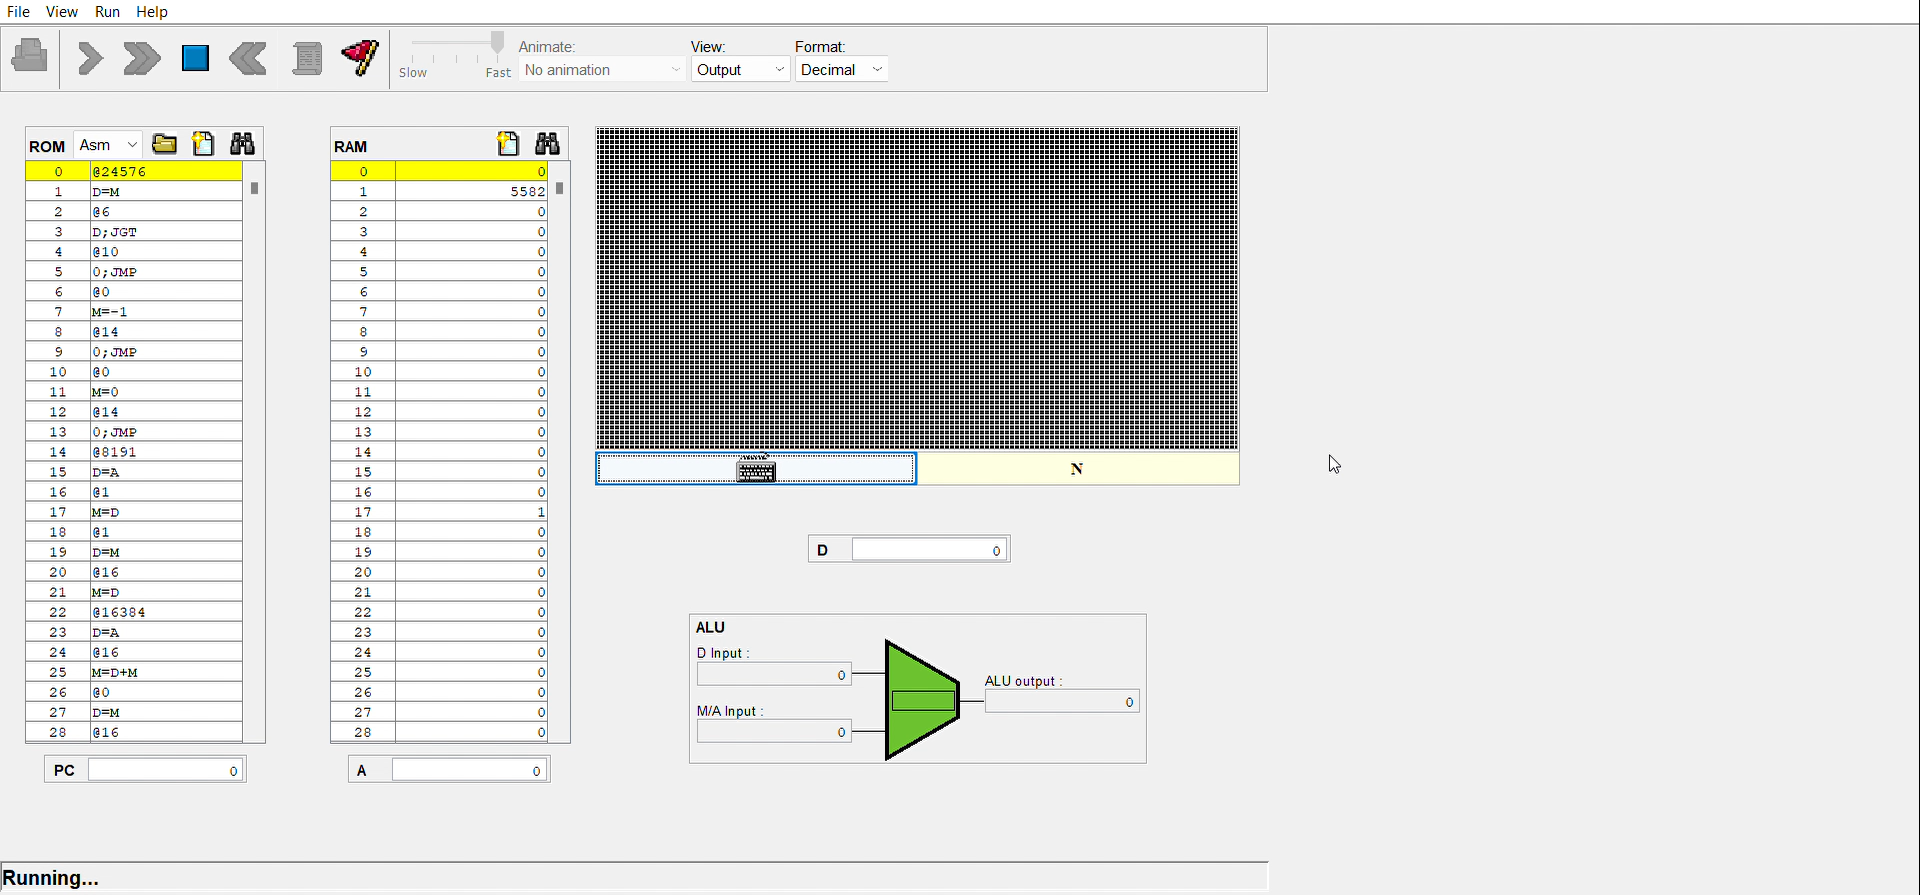 File View Run Help
Animate: View: Format:
Slow Fast No animation Output Decimal
ROM Asm
0 @24576
1 D=M
2 @6
3 D;JGT
4 @10
5 0;JMP
6 @0
7 M=-1
8 @14
9 0;JMP
10 @0
11 M=0
12 @14
13 0;JMP
14 @8191
15 D=A
16 @1
17 M=D
18 @1
19 D=M
20 @16
21 M=D
22 @16384
23 D=A
24 @16
25 M=D+M
26 @0
27 D=M
28 @16
PC 0
RAM
0 0
1 5582
2 0
3 0
4 0
5 0
6 0
7 0
8 0
9 0
10 0
11 0
12 0
13 0
14 0
15 0
16 0
17 1
18 0
19 0
20 0
21 0
22 0
23 0
24 0
25 0
26 0
27 0
28 0
A 0
N
D 0
ALU
D Input :
0
M/A Input :
0
ALU output :
0
Running...